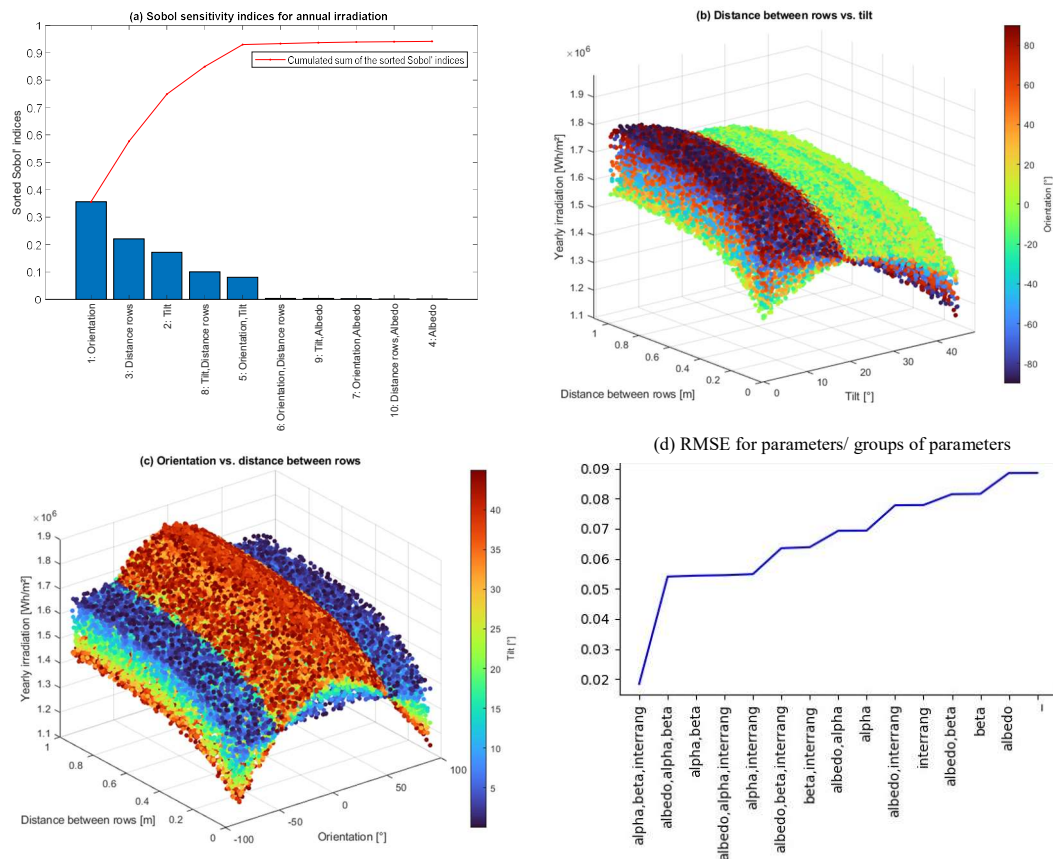 (a) Sobol sensitivity indices for annual irradiation
1
0.9
0.8
0.7
0.6
0.5
0.4
0.3
0.2
0.1
0
Sorted Sobol' indices
Cumulated sum of the sorted Sobol' indices
1: Orientation
3: Distance rows
2: Tilt
8: Tilt,Distance rows
5: Orientation,Tilt
6: Orientation,Distance rows
9: Tilt,Albedo
7: Orientation,Albedo
10: Distance rows,Albedo
4: Albedo
(b) Distance between rows vs. tilt
×10⁶
1.9
1.8
1.7
1.6
1.5
1.4
1.3
1.2
1.1
Yearly irradiation [Wh/m²]
1
0.8
0.6
0.4
0.2
0
Distance between rows [m]
0
10
20
30
40
Tilt [°]
80
60
40
20
0
-20
-40
-60
-80
Orientation [°]
(c) Orientation vs. distance between rows
×10⁶
1.9
1.8
1.7
1.6
1.5
1.4
1.3
1.2
1.1
Yearly irradiation [Wh/m²]
1
0.8
0.6
0.4
0.2
0
Distance between rows [m]
-100
-50
0
50
100
Orientation [°]
40
35
30
25
20
15
10
5
Tilt [°]
(d) RMSE for parameters/ groups of parameters
0.09
0.08
0.07
0.06
0.05
0.04
0.03
0.02
alpha,beta,interrang
albedo,alpha,beta
alpha,beta
albedo,alpha,interrang
alpha,interrang
albedo,beta,interrang
beta,interrang
albedo,alpha
alpha
albedo,interrang
interrang
albedo,beta
beta
albedo
–